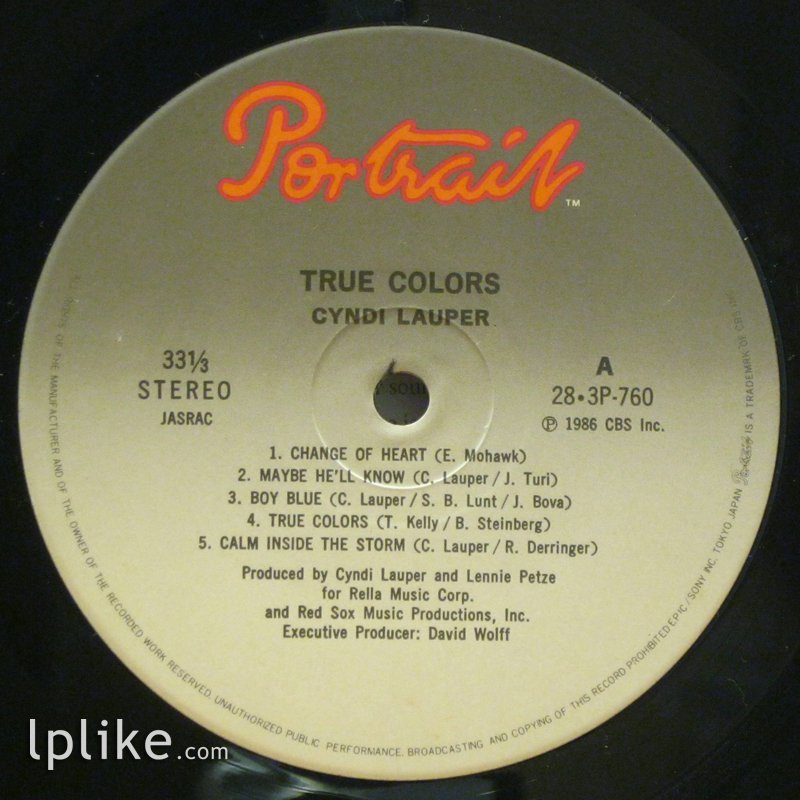 Portrait
TM
TRUE COLORS
CYNDI LAUPER
33⅓
STEREO
JASRAC
A
28•3P-760
Ⓟ 1986 CBS Inc.
1. CHANGE OF HEART (E. Mohawk)
2. MAYBE HE'LL KNOW (C. Lauper / J. Turi)
3. BOY BLUE (C. Lauper / S. B. Lunt / J. Bova)
4. TRUE COLORS (T. Kelly / B. Steinberg)
5. CALM INSIDE THE STORM (C. Lauper / R. Derringer)
Produced by Cyndi Lauper and Lennie Petze
for Rella Music Corp.
and Red Sox Music Productions, Inc.
Executive Producer: David Wolff
OF THE MANUFACTURER AND OF THE OWNER OF THE RECORDED WORK RESERVED. UNAUTHORIZED PUBLIC PERFORMANCE. BROADCASTING AND COPYING OF THIS RECORD PROHIBITED EPIC/SONY INC. TOKYO JAPAN Portrait IS A TRADEMARK OF CBS INC.
lplike.com